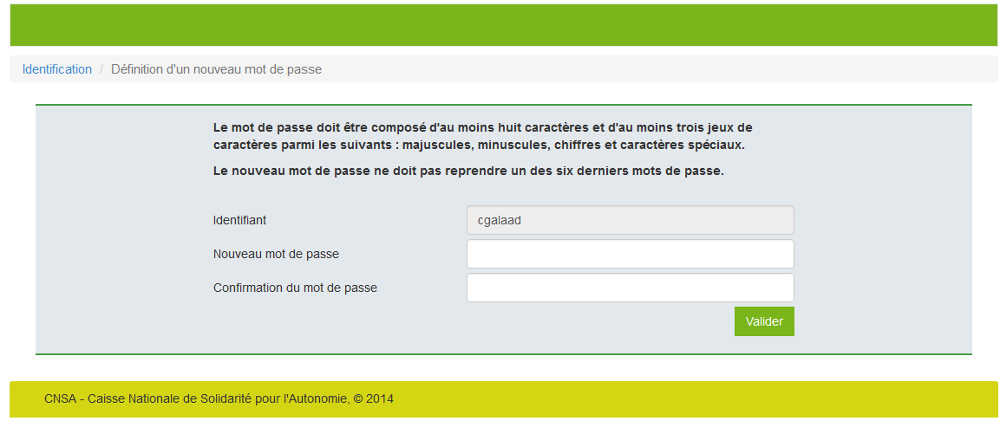 Identification / Définition d'un nouveau mot de passe
Le mot de passe doit être composé d'au moins huit caractères et d'au moins trois jeux de
caractères parmi les suivants : majuscules, minuscules, chiffres et caractères spéciaux.
Le nouveau mot de passe ne doit pas reprendre un des six derniers mots de passe.
Identifiant cgalaad
Nouveau mot de passe
Confirmation du mot de passe
Valider
CNSA - Caisse Nationale de Solidarité pour l'Autonomie, © 2014